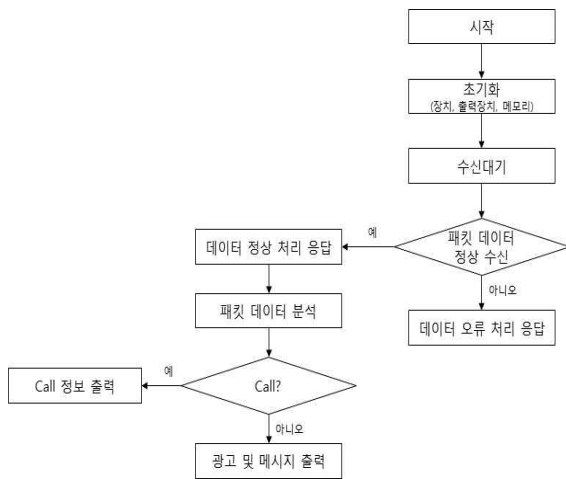 시작
초기화
(장치, 출력장치, 메모리)
수신대기
패킷 데이터
정상 수신
예
데이터 정상 처리 응답
아니오
패킷 데이터 분석
데이터 오류 처리 응답
Call?
예
Call 정보 출력
아니오
광고 및 메시지 출력